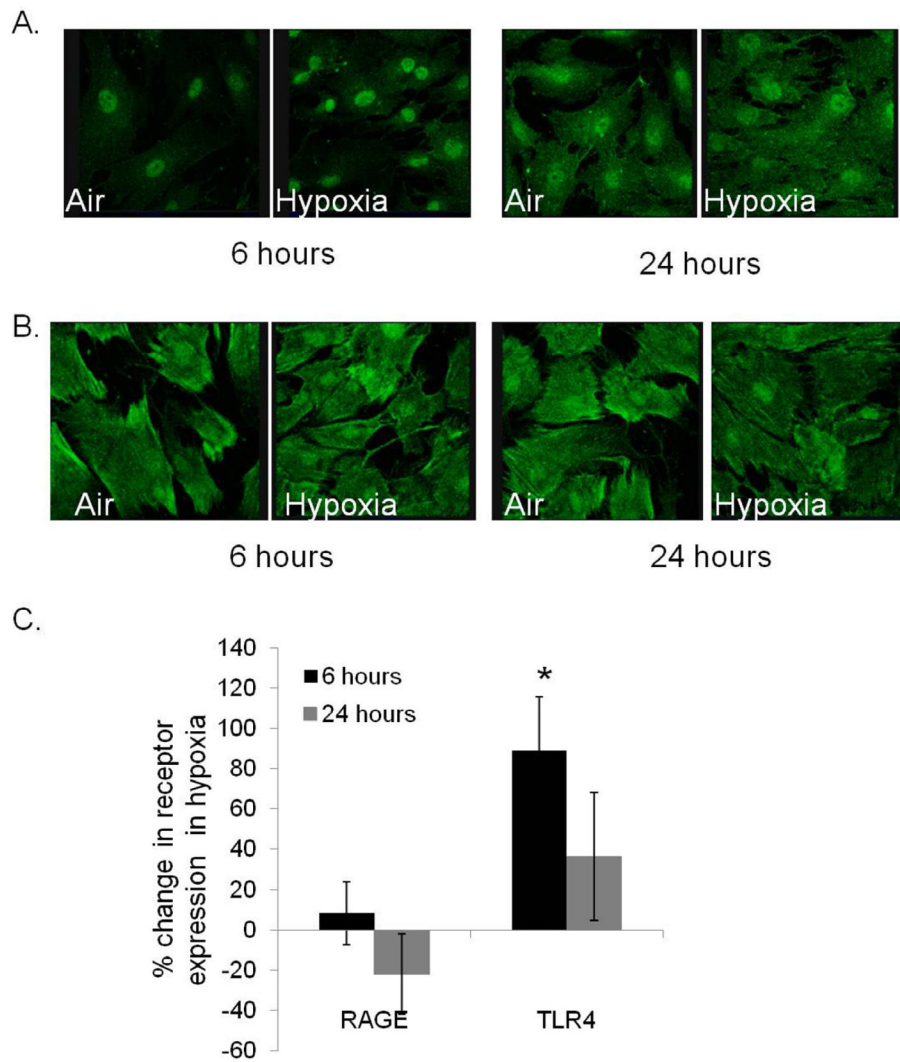 A.
Air
Hypoxia
Air
Hypoxia
6 hours
24 hours
B.
Air
Hypoxia
Air
Hypoxia
6 hours
24 hours
C.
% change in receptor
expression in hypoxia
140
120
100
80
60
40
20
0
-20
-40
-60
6 hours
24 hours
*
RAGE
TLR4